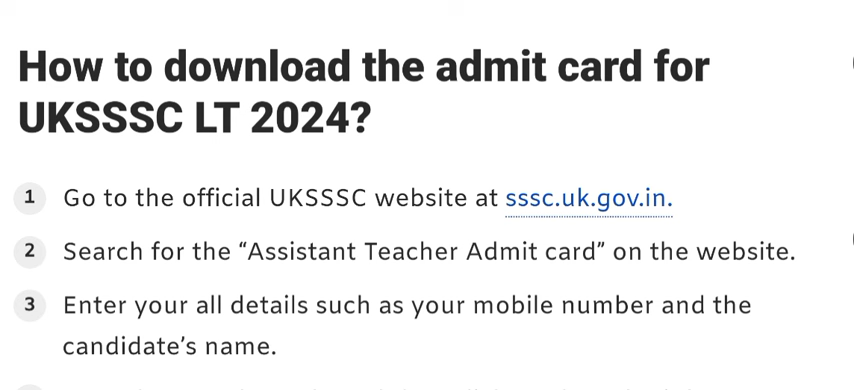 How to download the admit card for
UKSSSC LT 2024?
1 Go to the official UKSSSC website at sssc.uk.gov.in.
2 Search for the “Assistant Teacher Admit card” on the website.
3 Enter your all details such as your mobile number and the
candidate’s name.